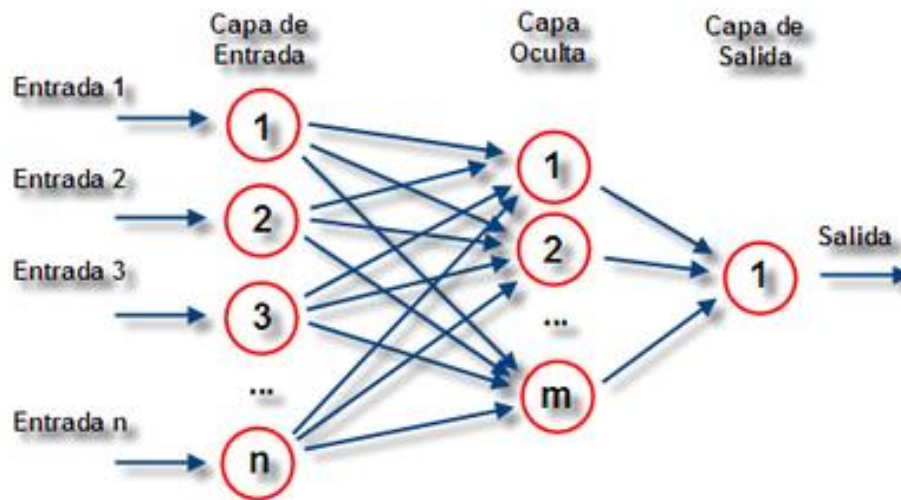 Capa de
Entrada
Capa
Oculta
Capa de
Salida
Entrada 1
1
Entrada 2
2
Entrada 3
3
...
Entrada n
n
1
2
...
m
1
Salida